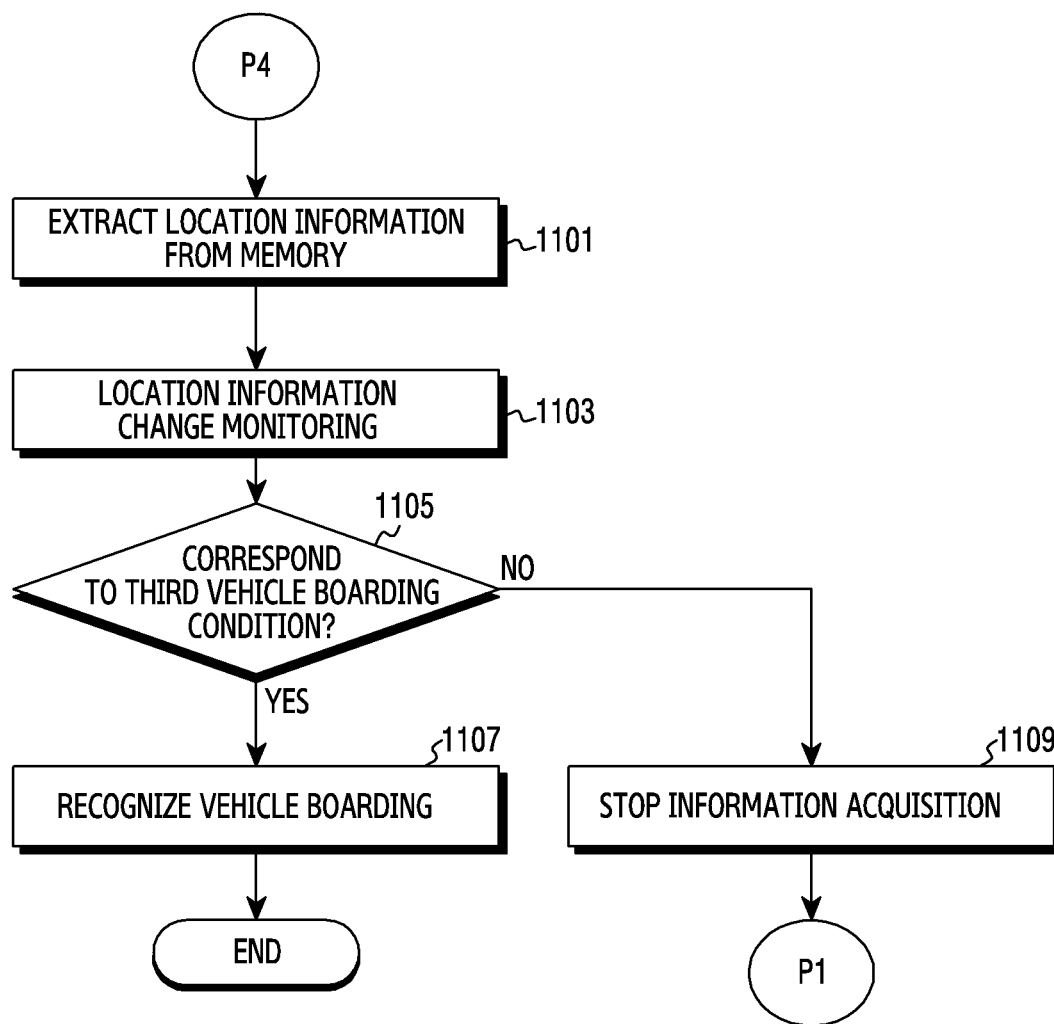 P4
EXTRACT LOCATION INFORMATION
FROM MEMORY
1101
LOCATION INFORMATION
CHANGE MONITORING
1103
1105
CORRESPOND
TO THIRD VEHICLE BOARDING
CONDITION?
NO
YES
1107
RECOGNIZE VEHICLE BOARDING
1109
STOP INFORMATION ACQUISITION
END
P1